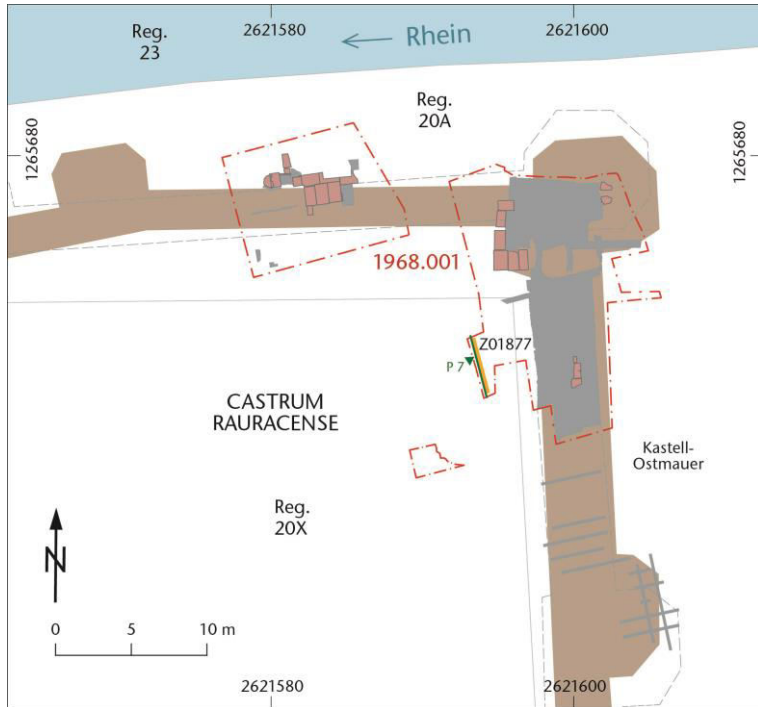 Reg.
23
2621580
Rhein
2621600
Reg.
20A
1265680
1265680
1968.001
Z01877
P 7
CASTRUM
RAURACENSE
Kastell-
Ostmauer
Reg.
20X
N
0 5 10 m
2621580
2621600